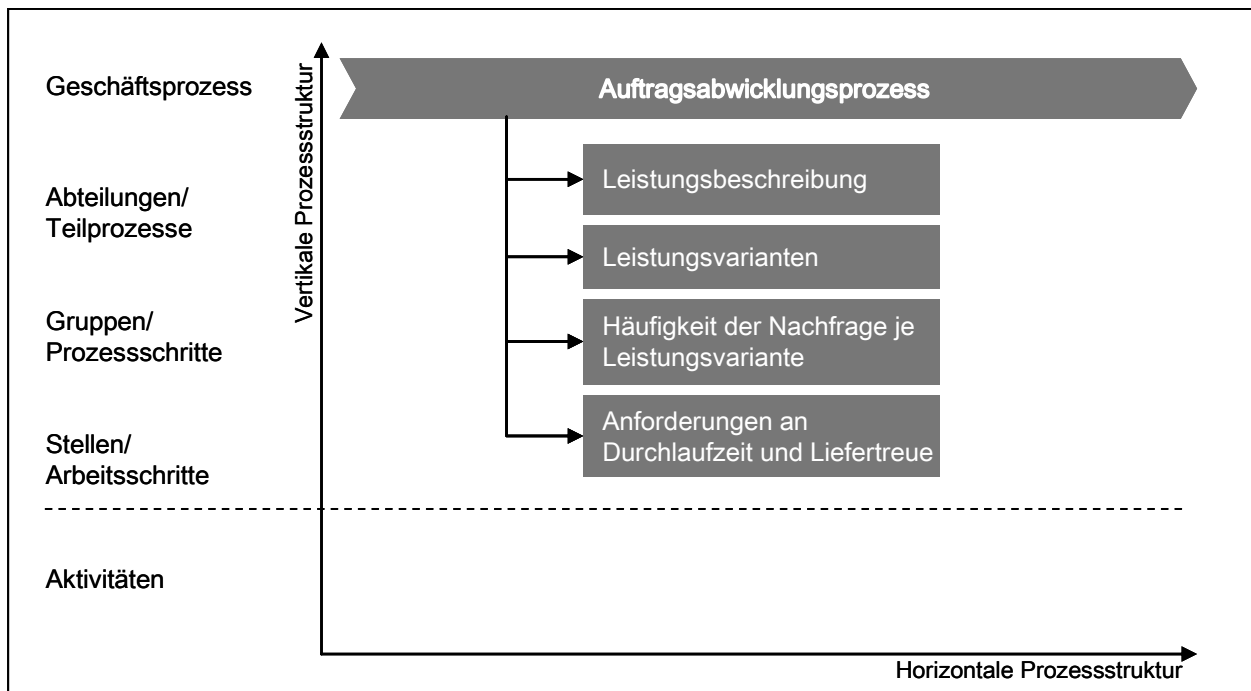 Geschäftsprozess
Auftragsabwicklungsprozess
Vertikale Prozessstruktur
Abteilungen/
Teilprozesse
Leistungsbeschreibung
Leistungsvarianten
Gruppen/
Prozessschritte
Häufigkeit der Nachfrage je
Leistungsvariante
Stellen/
Arbeitsschritte
Anforderungen an
Durchlaufzeit und Liefertreue
Aktivitäten
Horizontale Prozessstruktur